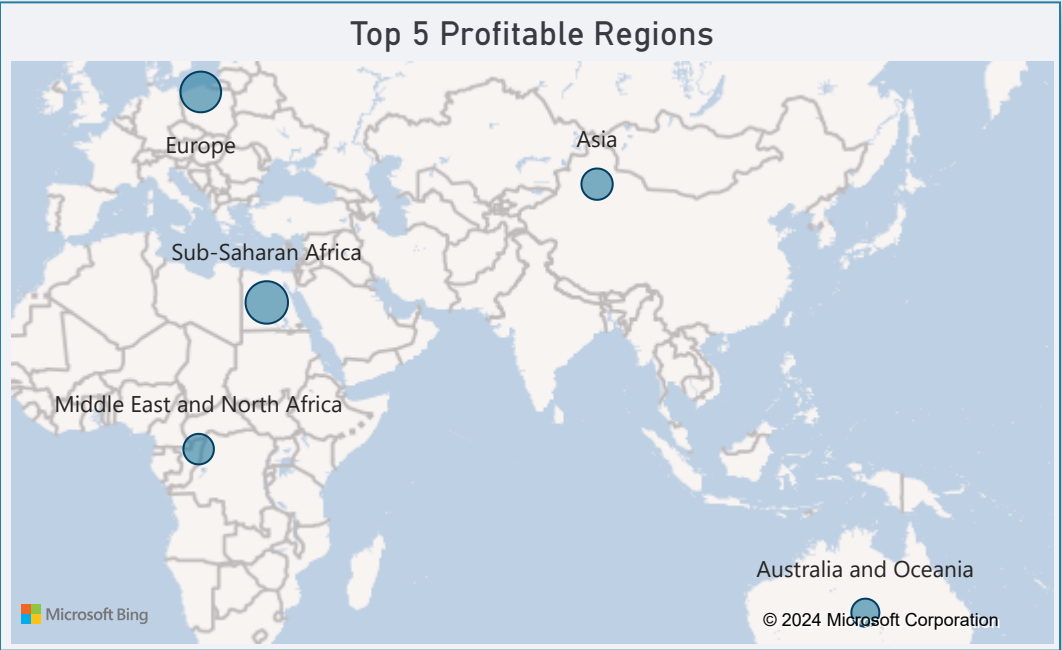 Top 5 Profitable Regions
Europe
Asia
Sub-Saharan Africa
Middle East and North Africa
Australia and Oceania
Microsoft Bing
© 2024 Microsoft Corporation